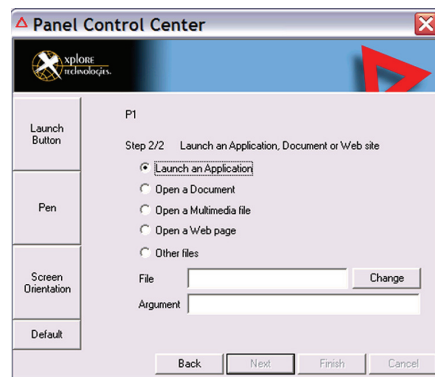 Panel Control Center
xplore
technologies.
Launch
Button
Pen
Screen
Orientation
Default
P1
Step 2/2 Launch an Application, Document or Web site
Launch an Application
Open a Document
Open a Multimedia file
Open a Web page
Other files
File
Change
Argument
Back
Next
Finish
Cancel